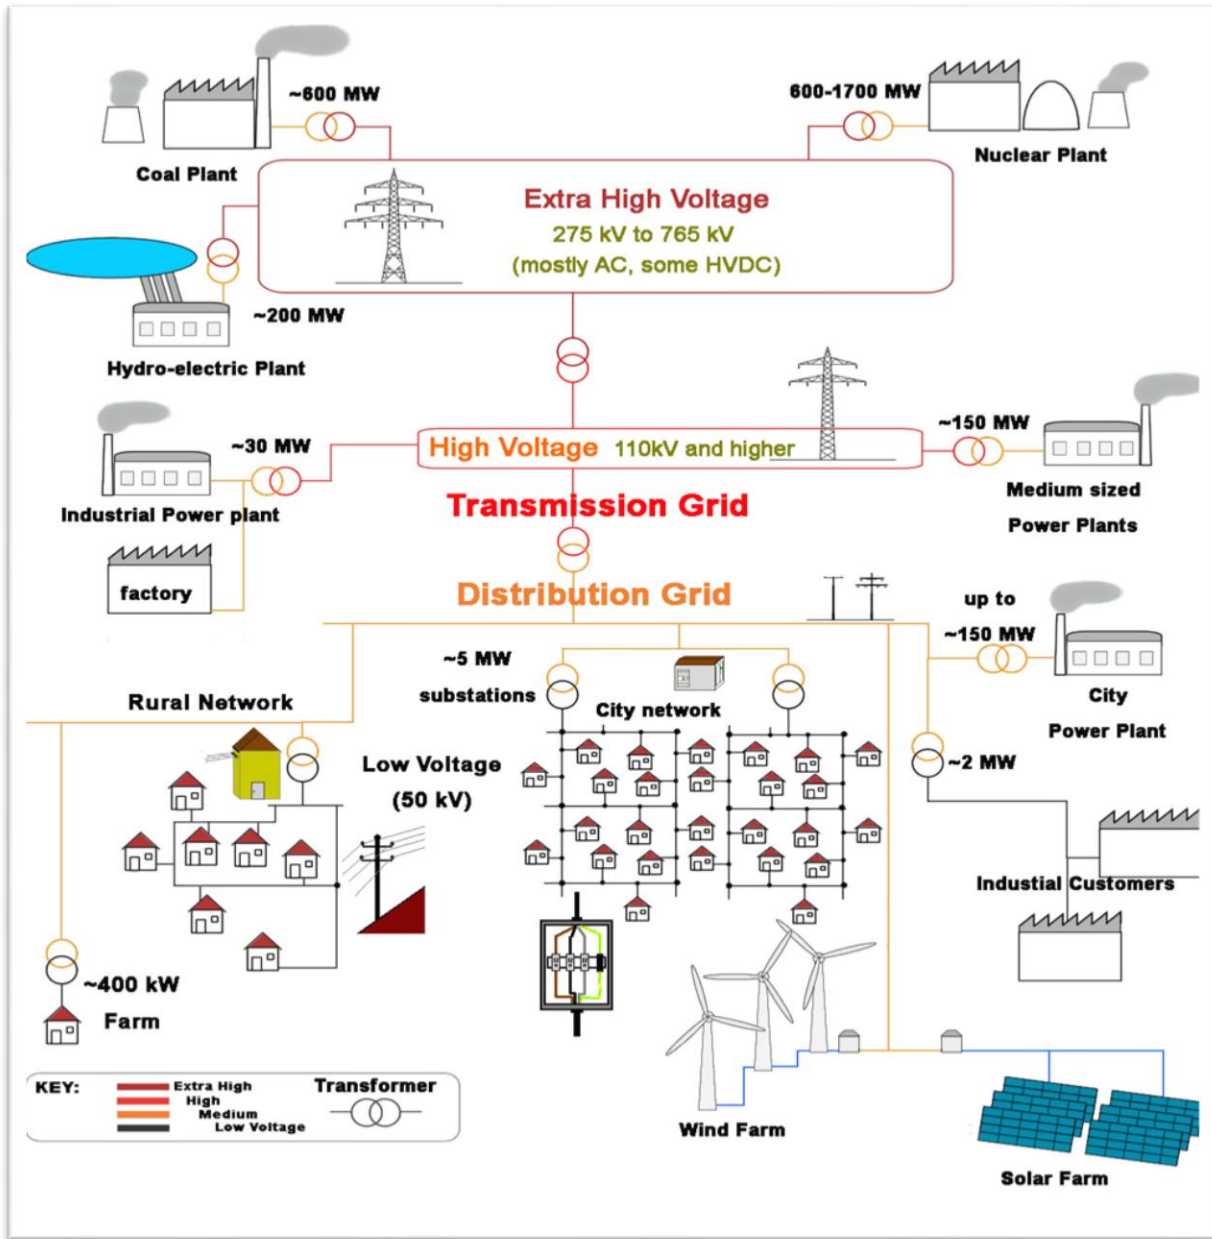 ~600 MW
Coal Plant
600-1700 MW
Nuclear Plant
Extra High Voltage
275 kV to 765 kV
(mostly AC, some HVDC)
~200 MW
Hydro-electric Plant
~30 MW
Industrial Power plant
factory
High Voltage 110kV and higher
~150 MW
Medium sized
Power Plants
Transmission Grid
Distribution Grid
up to
~150 MW
City
Power Plant
~5 MW
substations
City network
Rural Network
Low Voltage
(50 kV)
~2 MW
Industial Customers
~400 kW
Farm
Wind Farm
Solar Farm
KEY:
Extra High
High
Medium
Low Voltage
Transformer